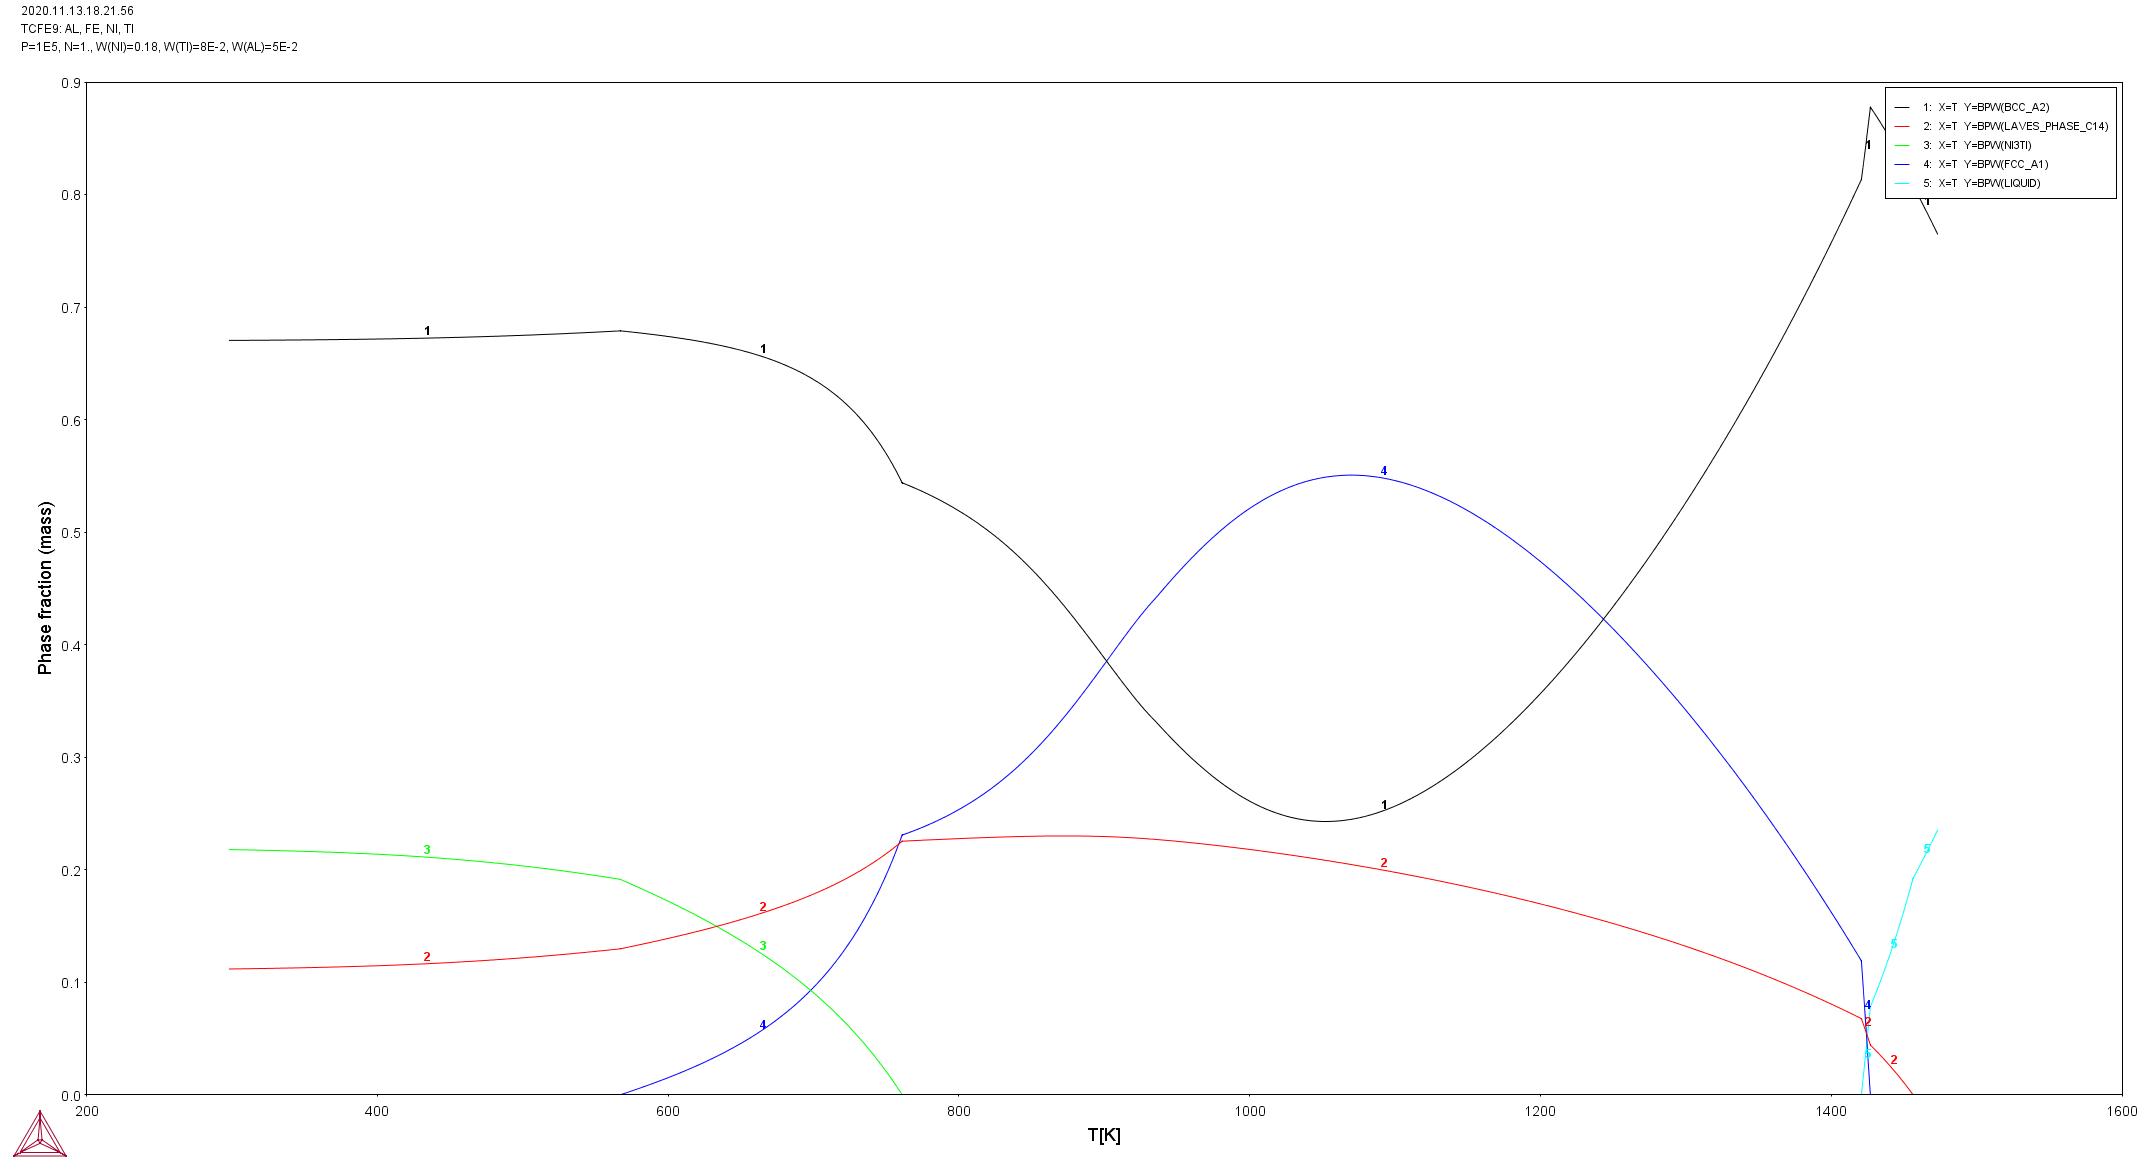 2020.11.13.18.21.56
TCFE9: AL, FE, NI, TI
P=1E5, N=1., W(NI)=0.18, W(TI)=8E-2, W(AL)=5E-2
0.9
0.8
0.7
0.6
0.5
0.4
0.3
0.2
0.1
0.0
Phase fraction (mass)
1: X=T Y=BPW(BCC_A2)
2: X=T Y=BPW(LAVES_PHASE_C14)
3: X=T Y=BPW(NI3TI)
4: X=T Y=BPW(FCC_A1)
5: X=T Y=BPW(LIQUID)
1
1
1
1
1
4
3
2
2
3
4
2
5
5
4
2
5
2
200 400 600 800 1000 1200 1400 1600
T[K]